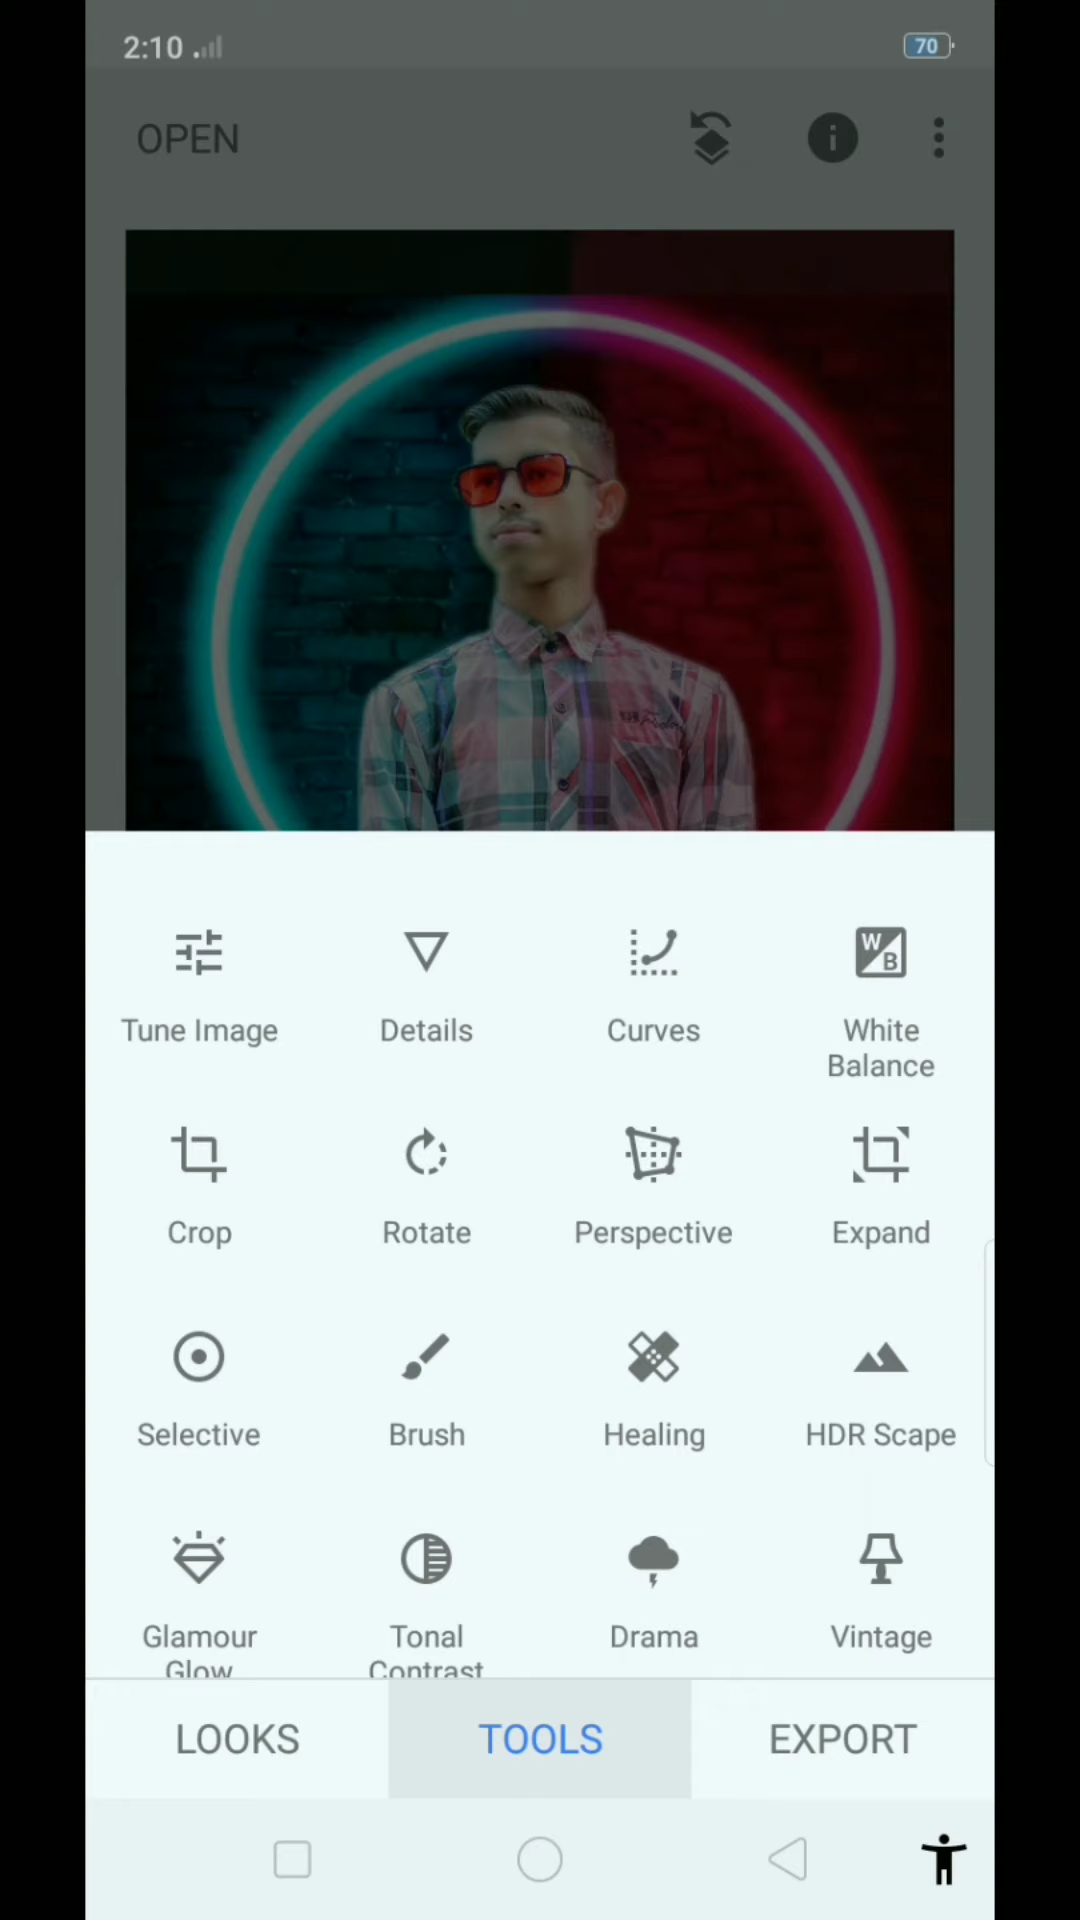 2:10
70
OPEN
Tune Image
Details
Curves
White
Balance
W
B
Crop
Rotate
Perspective
Expand
Selective
Brush
Healing
HDR Scape
Glamour
Glow
Tonal
Contrast
Drama
Vintage
LOOKS
TOOLS
EXPORT